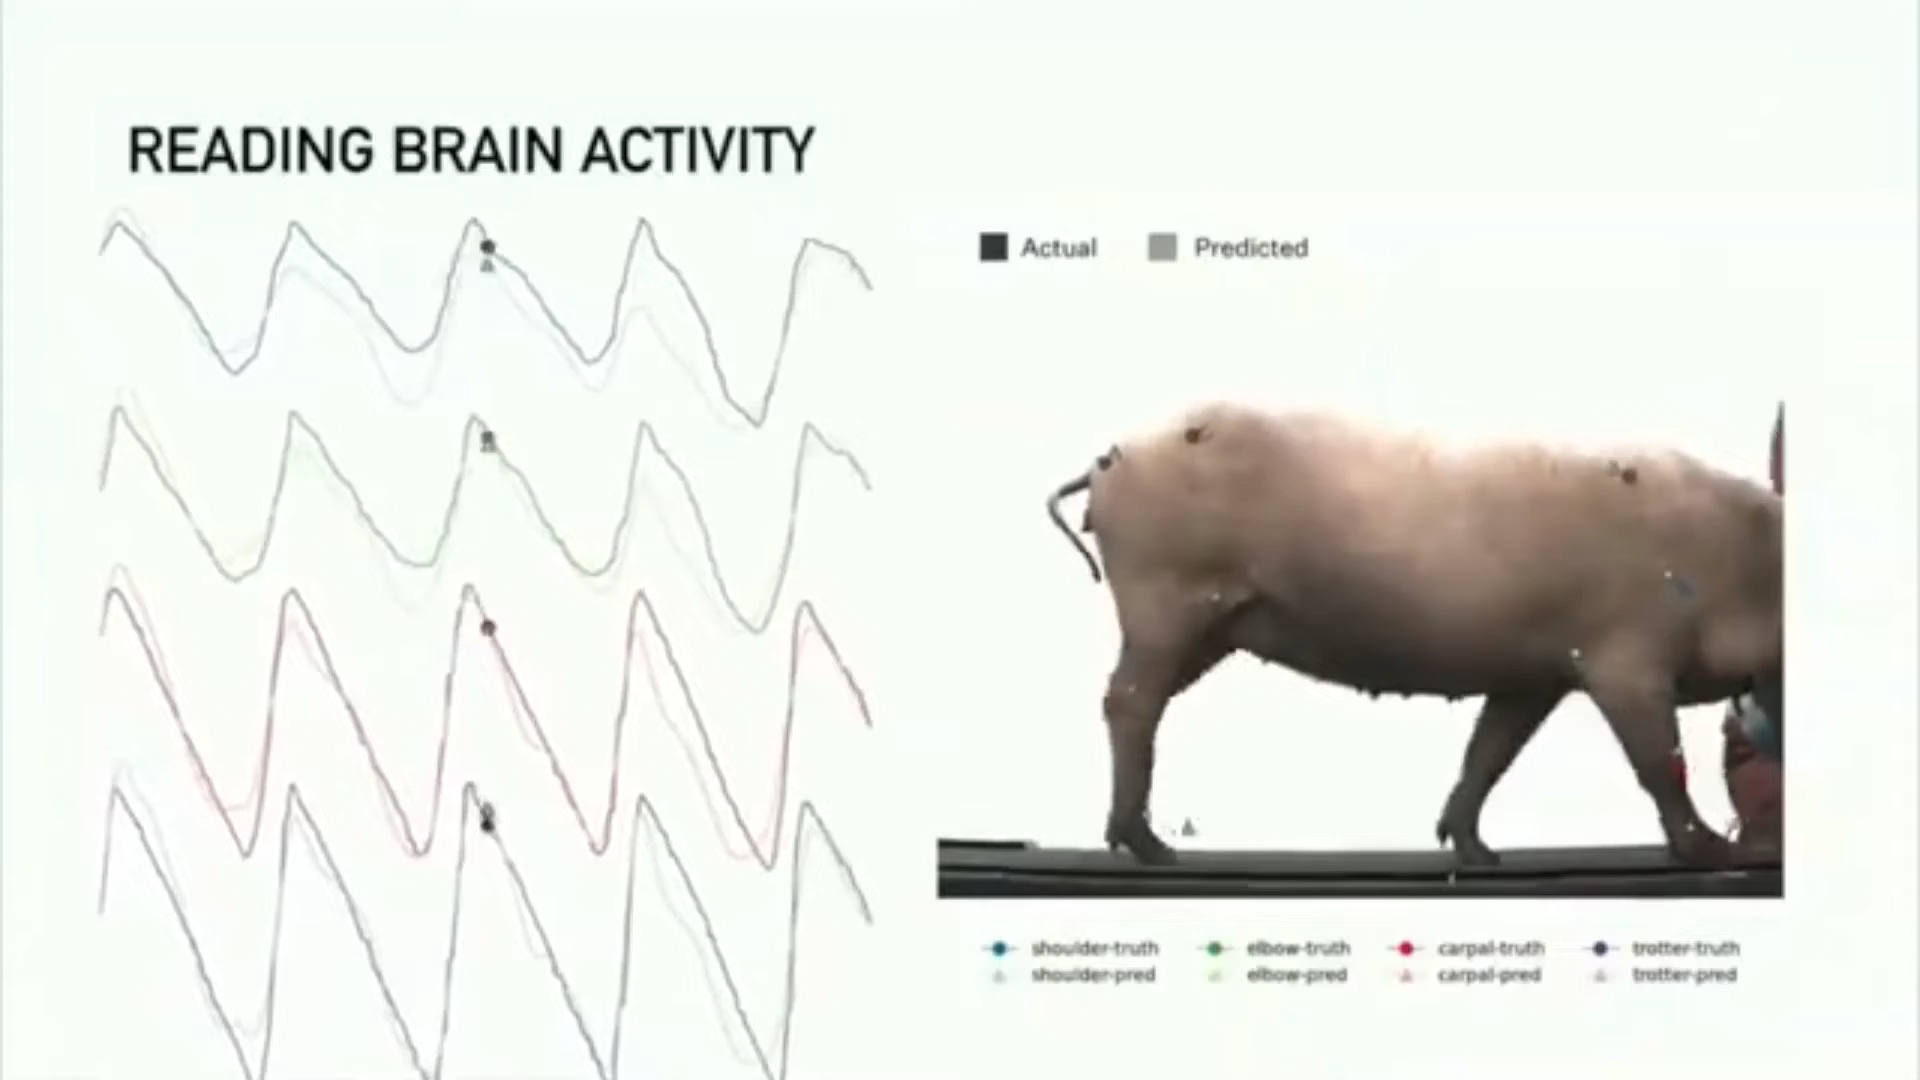 READING BRAIN ACTIVITY
Actual Predicted
shoulder-truth elbow-truth carpal-truth trotter-truth
shoulder-pred elbow-pred carpal-pred trotter-pred